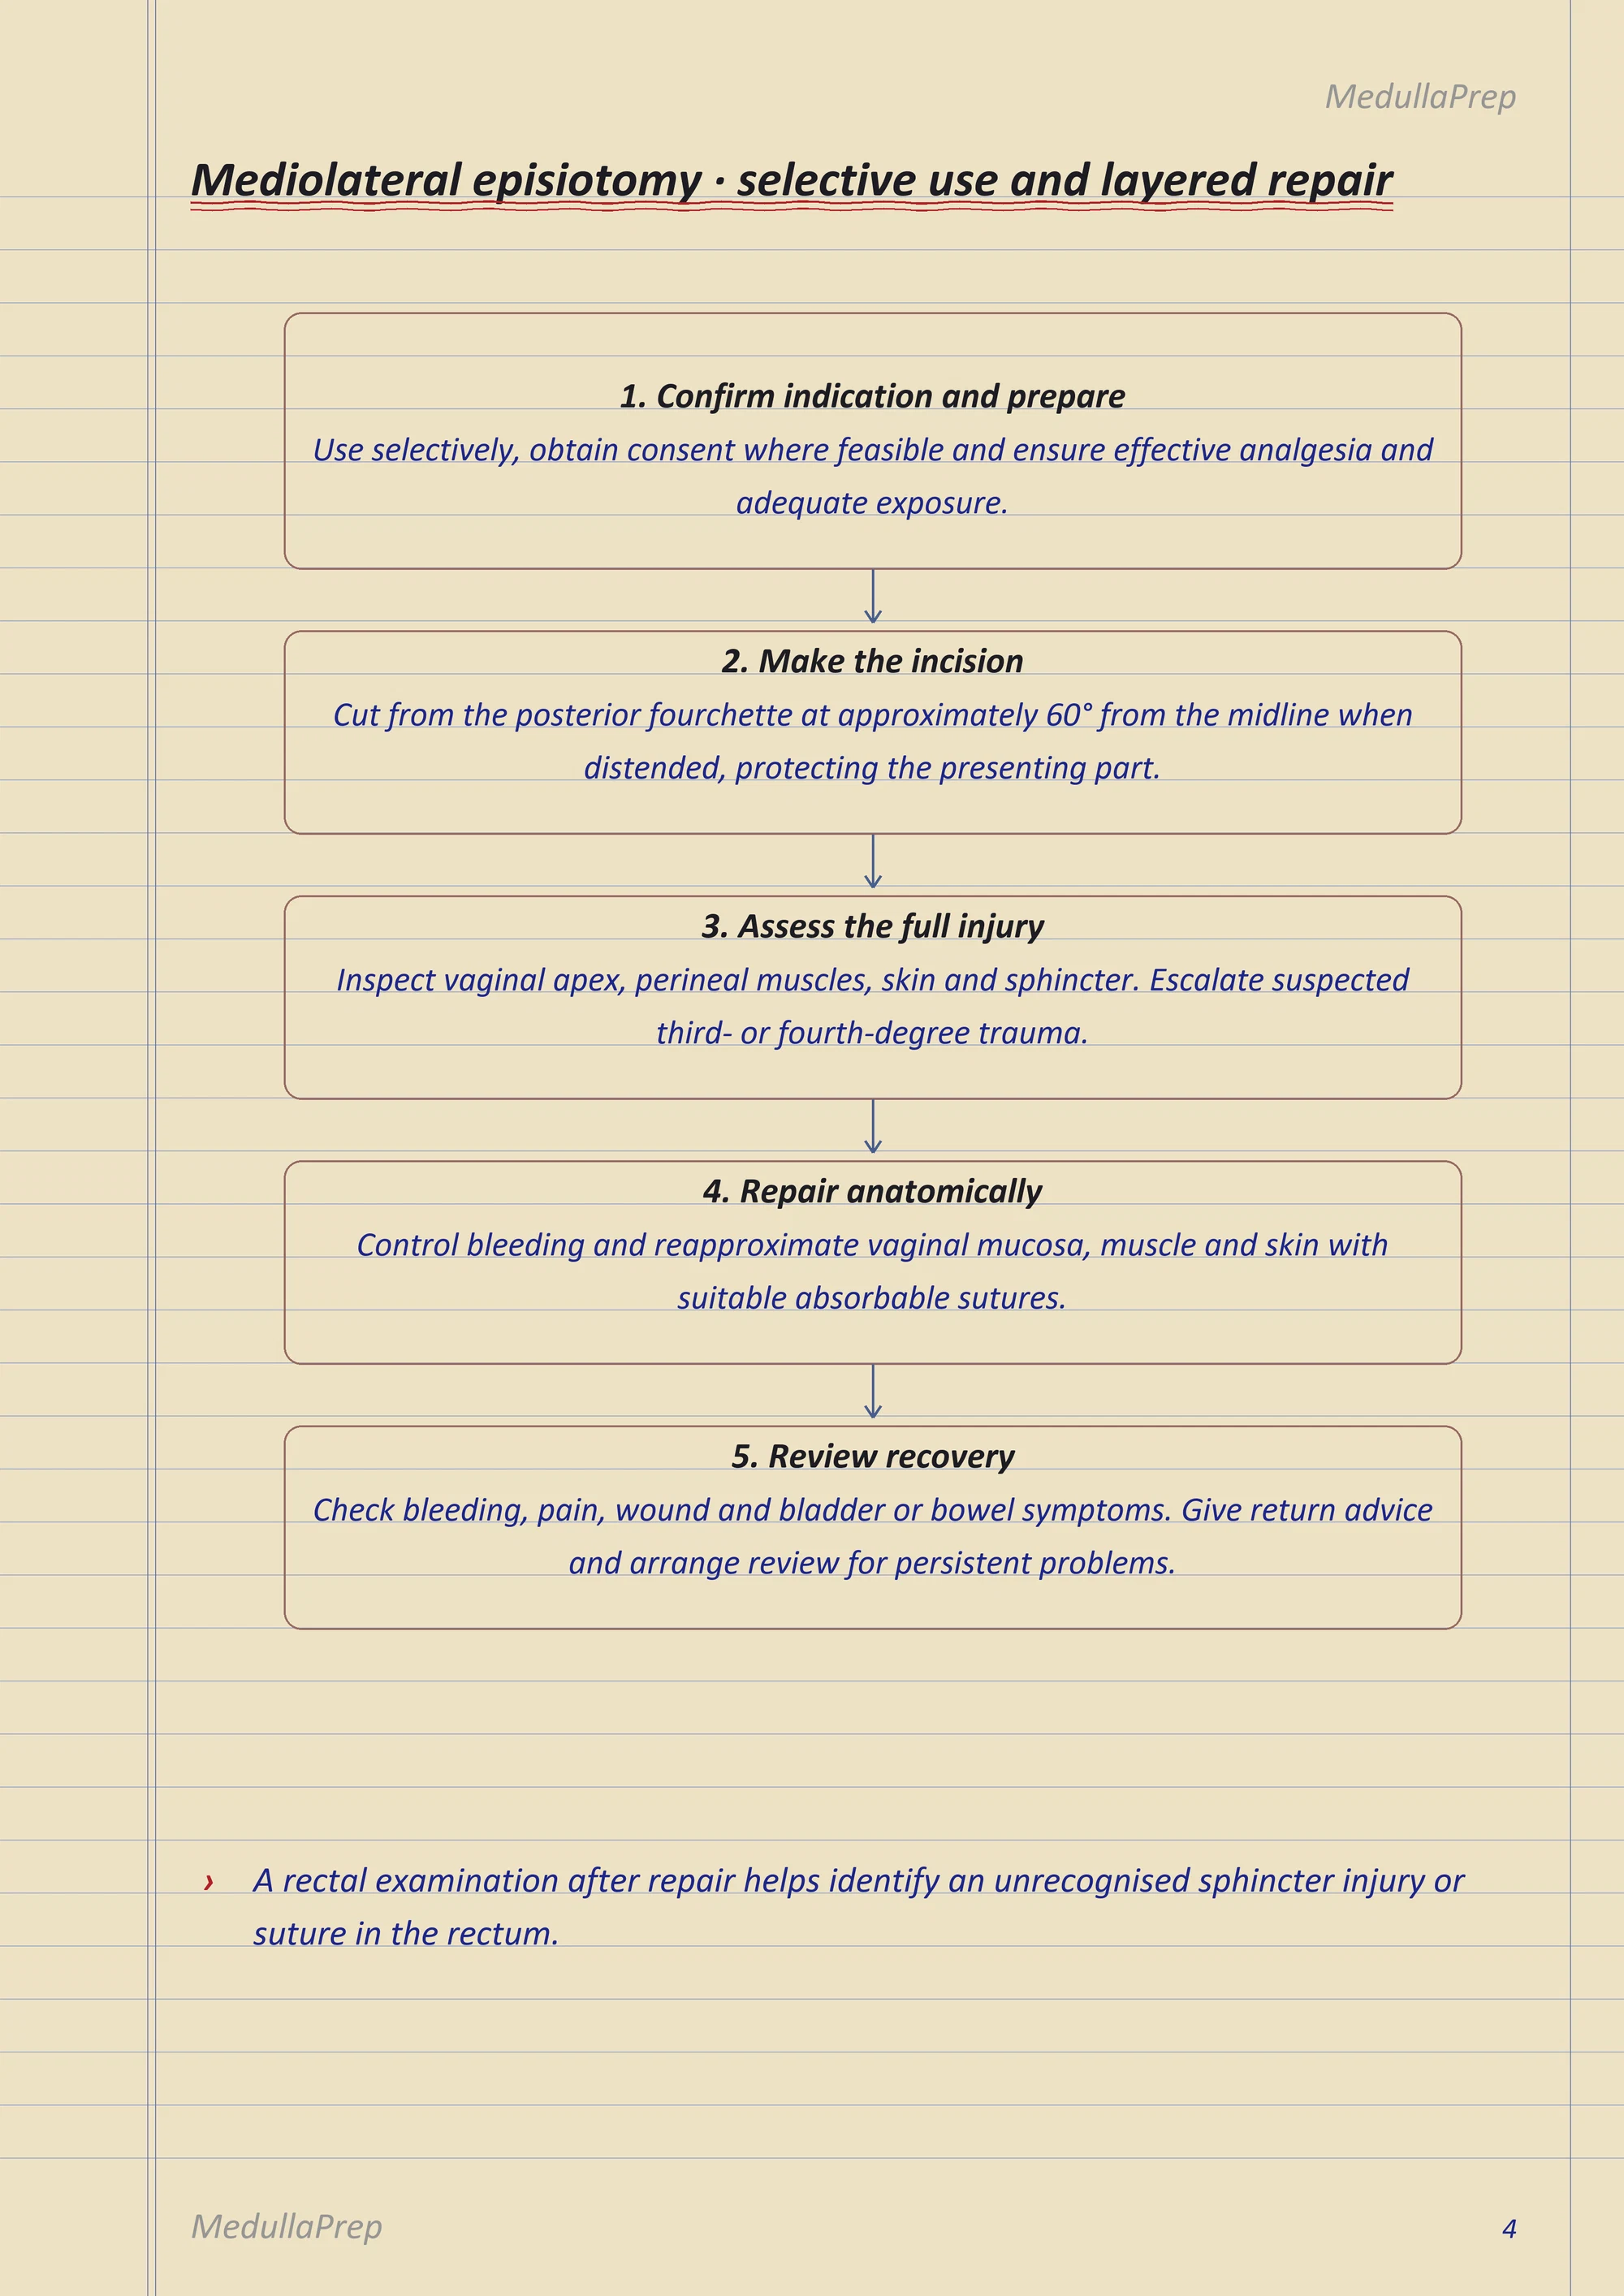 MedullaPrep
Mediolateral episiotomy · selective use and layered repair
1. Confirm indication and prepare
Use selectively, obtain consent where feasible and ensure effective analgesia and
adequate exposure.
2. Make the incision
Cut from the posterior fourchette at approximately 60° from the midline when
distended, protecting the presenting part.
3. Assess the full injury
Inspect vaginal apex, perineal muscles, skin and sphincter. Escalate suspected
third- or fourth-degree trauma.
4. Repair anatomically
Control bleeding and reapproximate vaginal mucosa, muscle and skin with
suitable absorbable sutures.
5. Review recovery
Check bleeding, pain, wound and bladder or bowel symptoms. Give return advice
and arrange review for persistent problems.
› A rectal examination after repair helps identify an unrecognised sphincter injury or
suture in the rectum.
MedullaPrep
4